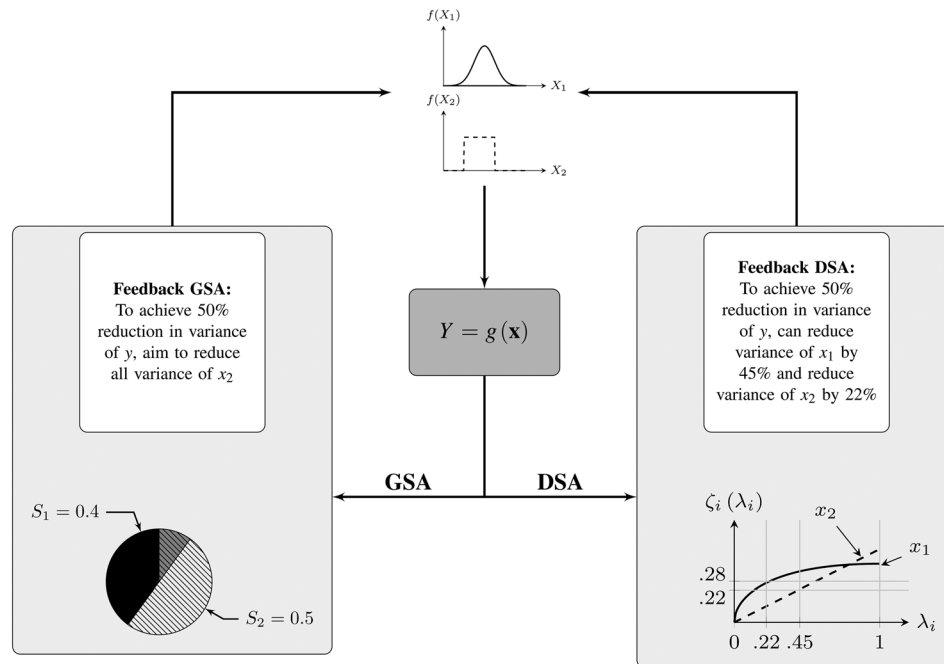 f(X₁)
X₁
f(X₂)
X₂
Feedback GSA:
To achieve 50%
reduction in variance
of y, aim to reduce
all variance of x₂
Y = g (x)
Feedback DSA:
To achieve 50%
reduction in variance
of y, can reduce
variance of x₁ by
45% and reduce
variance of x₂ by 22%
GSA
DSA
S₁ = 0.4
S₂ = 0.5
ζᵢ (λᵢ)
x₂
x₁
.28
.22
λᵢ
0 .22 .45 1